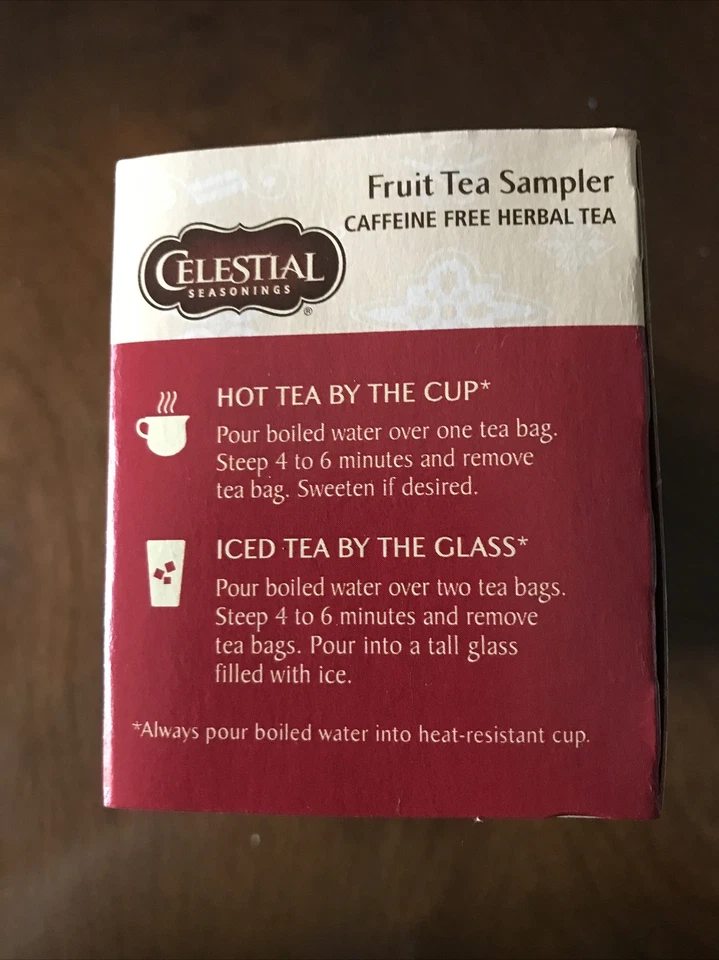 Fruit Tea Sampler
CAFFEINE FREE HERBAL TEA
CELESTIAL
SEASONINGS
®
HOT TEA BY THE CUP*
Pour boiled water over one tea bag.
Steep 4 to 6 minutes and remove
tea bag. Sweeten if desired.
ICED TEA BY THE GLASS*
Pour boiled water over two tea bags.
Steep 4 to 6 minutes and remove
tea bags. Pour into a tall glass
filled with ice.
*Always pour boiled water into heat-resistant cup.